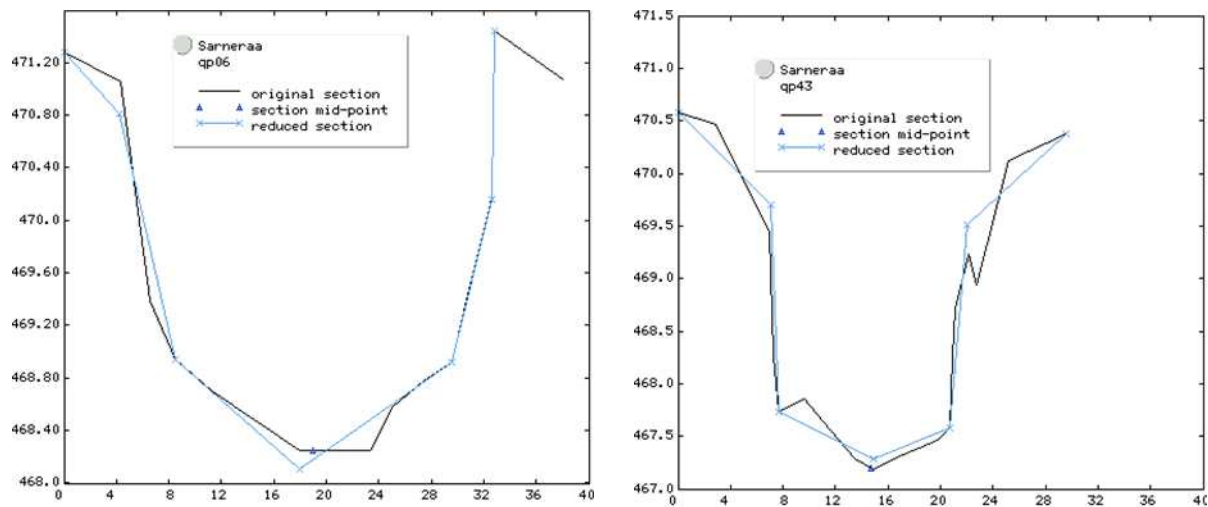 471.20
470.80
470.40
470.0
469.60
469.20
468.80
468.40
468.0
0 4 8 12 16 20 24 28 32 36 40
Sarneraa
qp06
original section
section mid-point
reduced section
471.5
471.0
470.5
470.0
469.5
469.0
468.5
468.0
467.5
467.0
0 4 8 12 16 20 24 28 32 36 40
Sarneraa
qp43
original section
section mid-point
reduced section